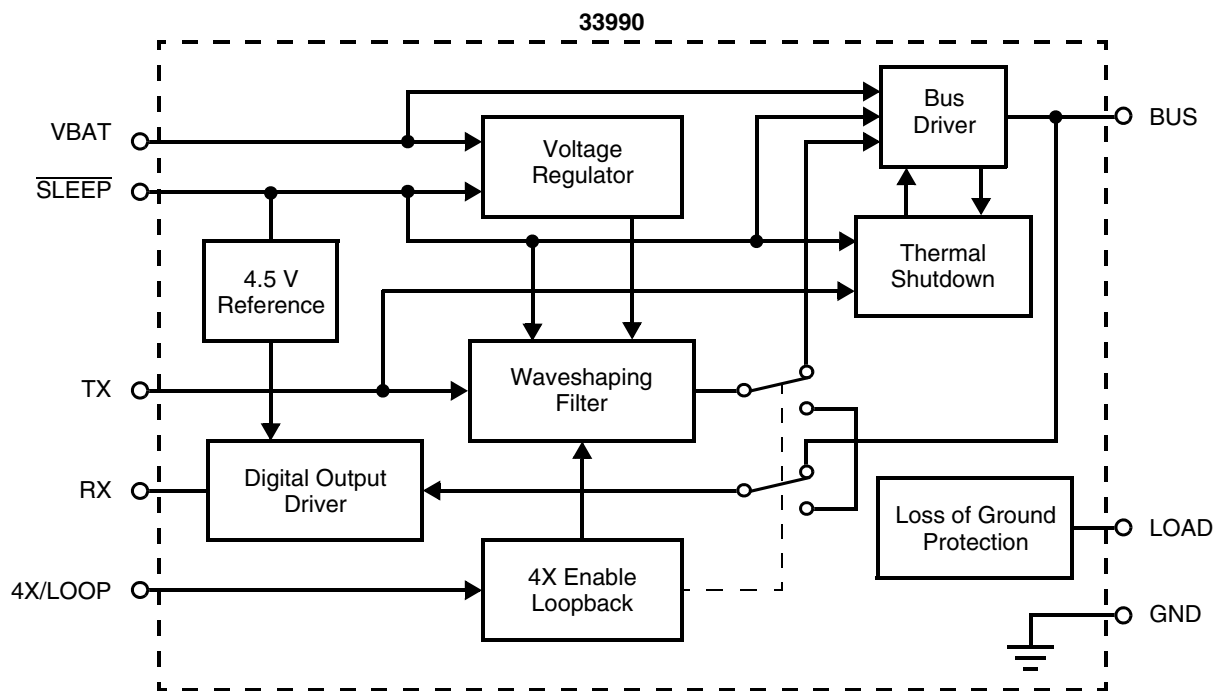 33990
Bus
Driver
BUS
VBAT
Voltage
Regulator
SLEEP
4.5 V
Reference
Thermal
Shutdown
TX
Waveshaping
Filter
RX
Digital Output
Driver
Loss of Ground
Protection
LOAD
4X/LOOP
4X Enable
Loopback
GND